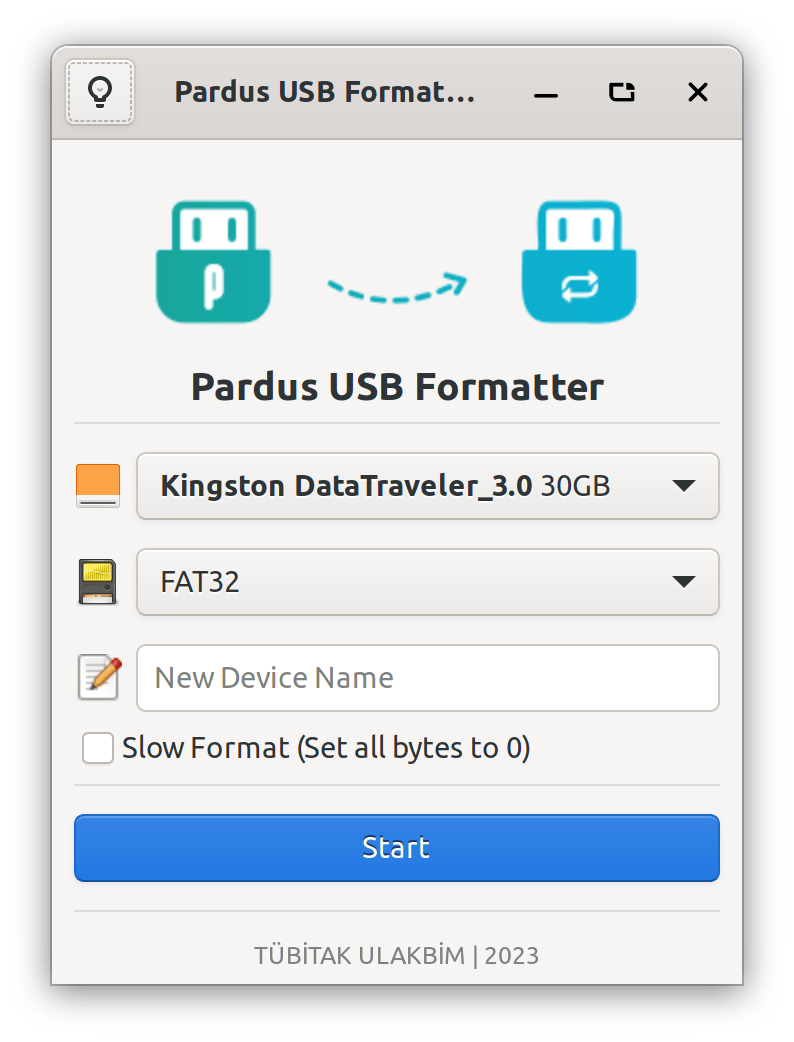 Pardus USB Format...
Pardus USB Formatter
Kingston DataTraveler_3.0 30GB
FAT32
New Device Name
Slow Format (Set all bytes to 0)
Start
TÜBİTAK ULAKBİM | 2023